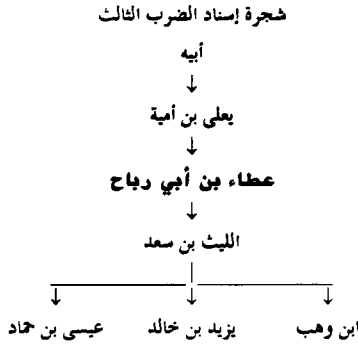 شجرة إسناد الضرب الثالث
أبيه
يعلى بن أمية
عطاء بن أبي رباح
الليث بن سعد
ابن وهب يزيد بن خالد عيسى بن حماد